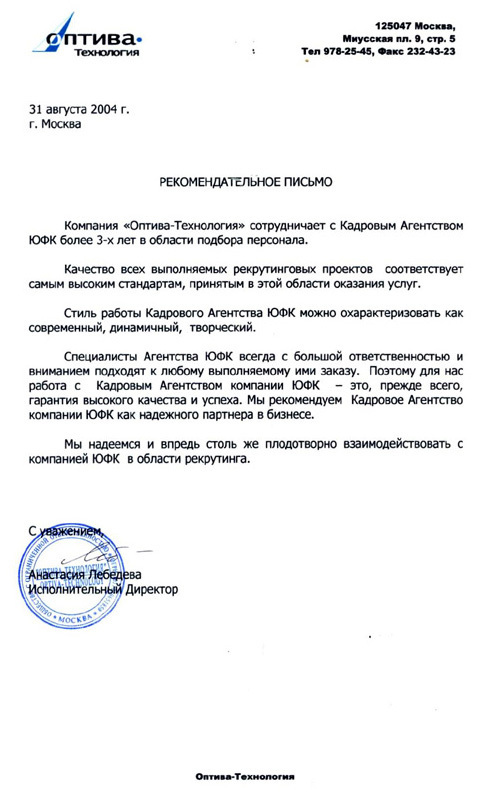 оптива
технология
125047 Москва,
Миусская пл. 9, стр. 5
Тел 978-25-45, Факс 232-43-23
31 августа 2004 г.
г. Москва
РЕКОМЕНДАТЕЛЬНОЕ ПИСЬМО
Компания «Оптива-Технология» сотрудничает с Кадровым Агентством
ЮФК более 3-х лет в области подбора персонала.
Качество всех выполняемых рекрутинговых проектов соответствует
самым высоким стандартам, принятым в этой области оказания услуг.
Стиль работы Кадрового Агентства ЮФК можно охарактеризовать как
современный, динамичный, творческий.
Специалисты Агентства ЮФК всегда с большой ответственностью и
вниманием подходят к любому выполняемому ими заказу. Поэтому для нас
работа с Кадровым Агентством компании ЮФК – это, прежде всего,
гарантия высокого качества и успеха. Мы рекомендуем Кадровое Агентство
компании ЮФК как надежного партнера в бизнесе.
Мы надеемся и впредь столь же плодотворно взаимодействовать с
компанией ЮФК в области рекрутинга.
С уважением,
"ОПТИВА-ТЕХНОЛОГИЯ"
OPTIVA-TECHNOLOGY
МОСКВА
Анастасия Лебедева
Исполнительный Директор
Оптива-Технология